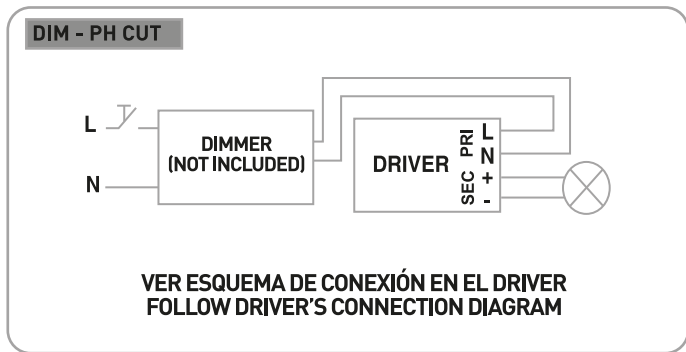 DIM - PH CUT
L
N
DIMMER
(NOT INCLUDED)
DRIVER
PRI
SEC
L
N
+
-
VER ESQUEMA DE CONEXIÓN EN EL DRIVER
FOLLOW DRIVER'S CONNECTION DIAGRAM